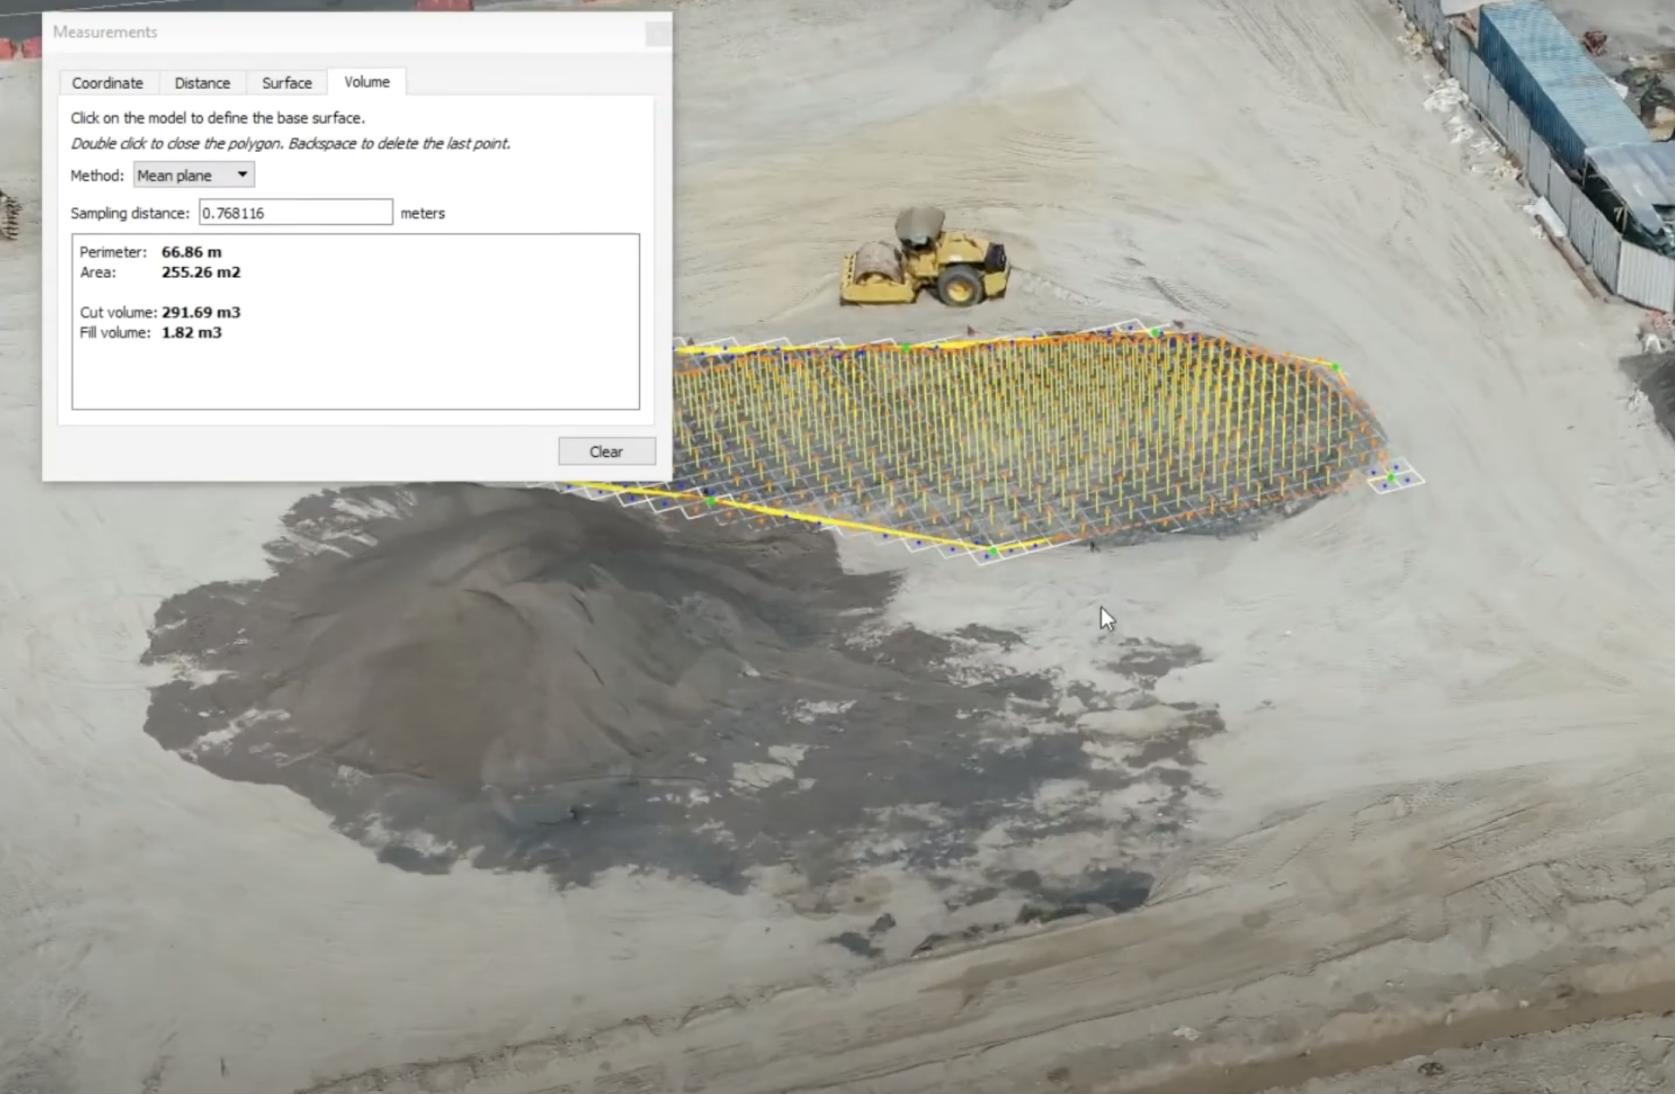 Measurements
Coordinate Distance Surface Volume
Click on the model to define the base surface.
Double click to close the polygon. Backspace to delete the last point.
Method: Mean plane
Sampling distance: 0.768116 meters
Perimeter: 66.86 m
Area: 255.26 m2
Cut volume: 291.69 m3
Fill volume: 1.82 m3
Clear